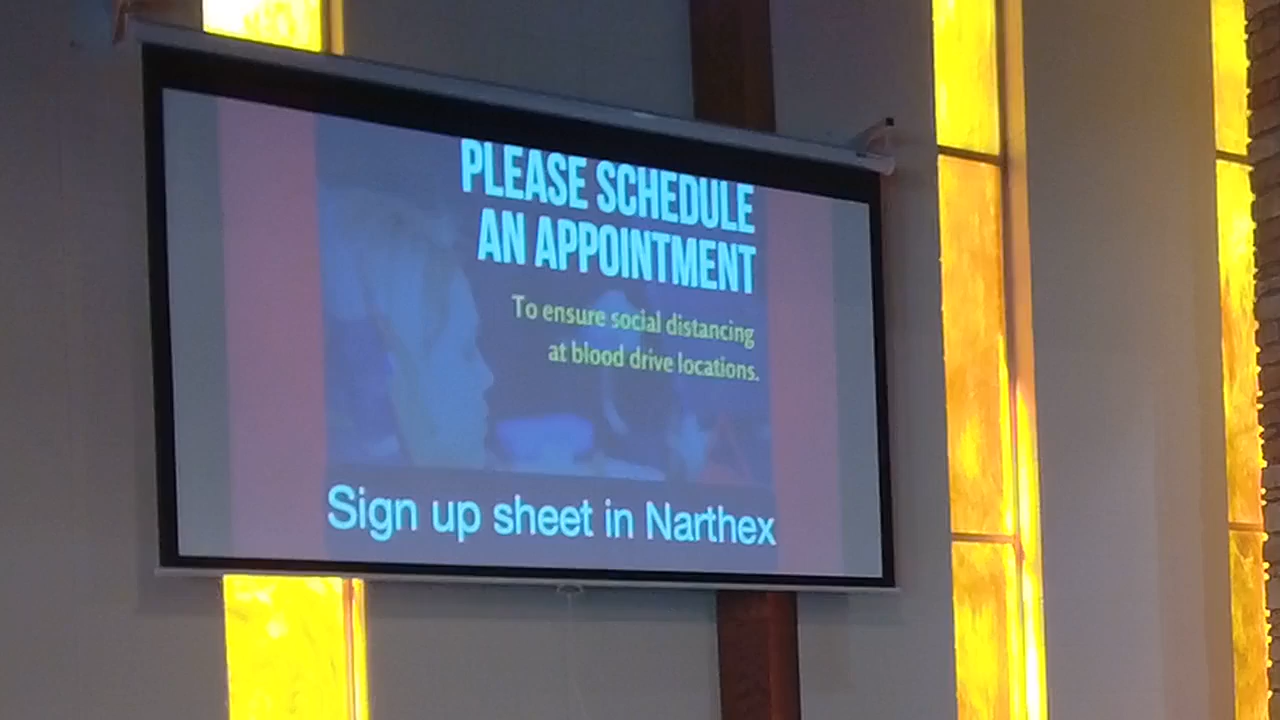 PLEASE SCHEDULE
AN APPOINTMENT
To ensure social distancing
at blood drive locations.
Sign up sheet in Narthex